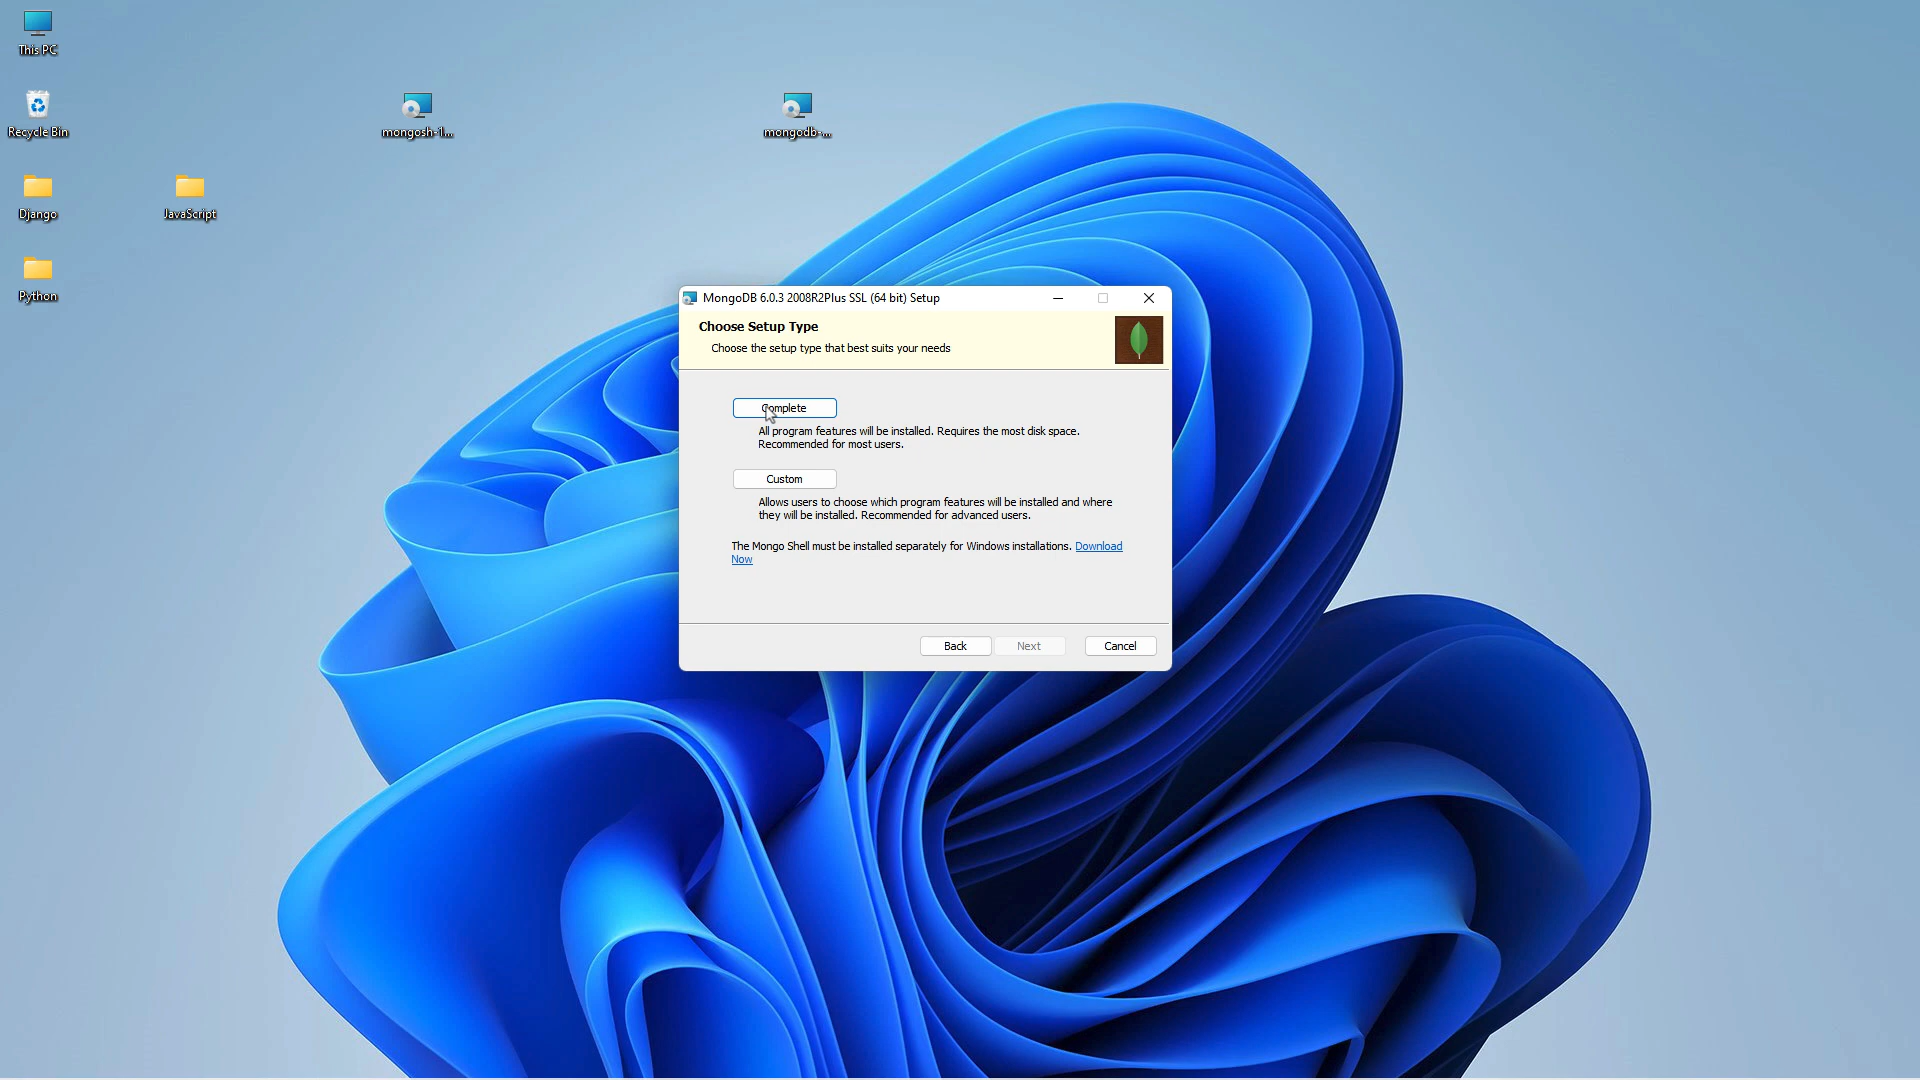 This PC
Recycle Bin
mongosh-1...
mongodb-...
Django
JavaScript
Python
MongoDB 6.0.3 2008R2Plus SSL (64 bit) Setup
Choose Setup Type
Choose the setup type that best suits your needs
Complete
All program features will be installed. Requires the most disk space.
Recommended for most users.
Custom
Allows users to choose which program features will be installed and where
they will be installed. Recommended for advanced users.
The Mongo Shell must be installed separately for Windows installations. Download
Now
Back
Next
Cancel